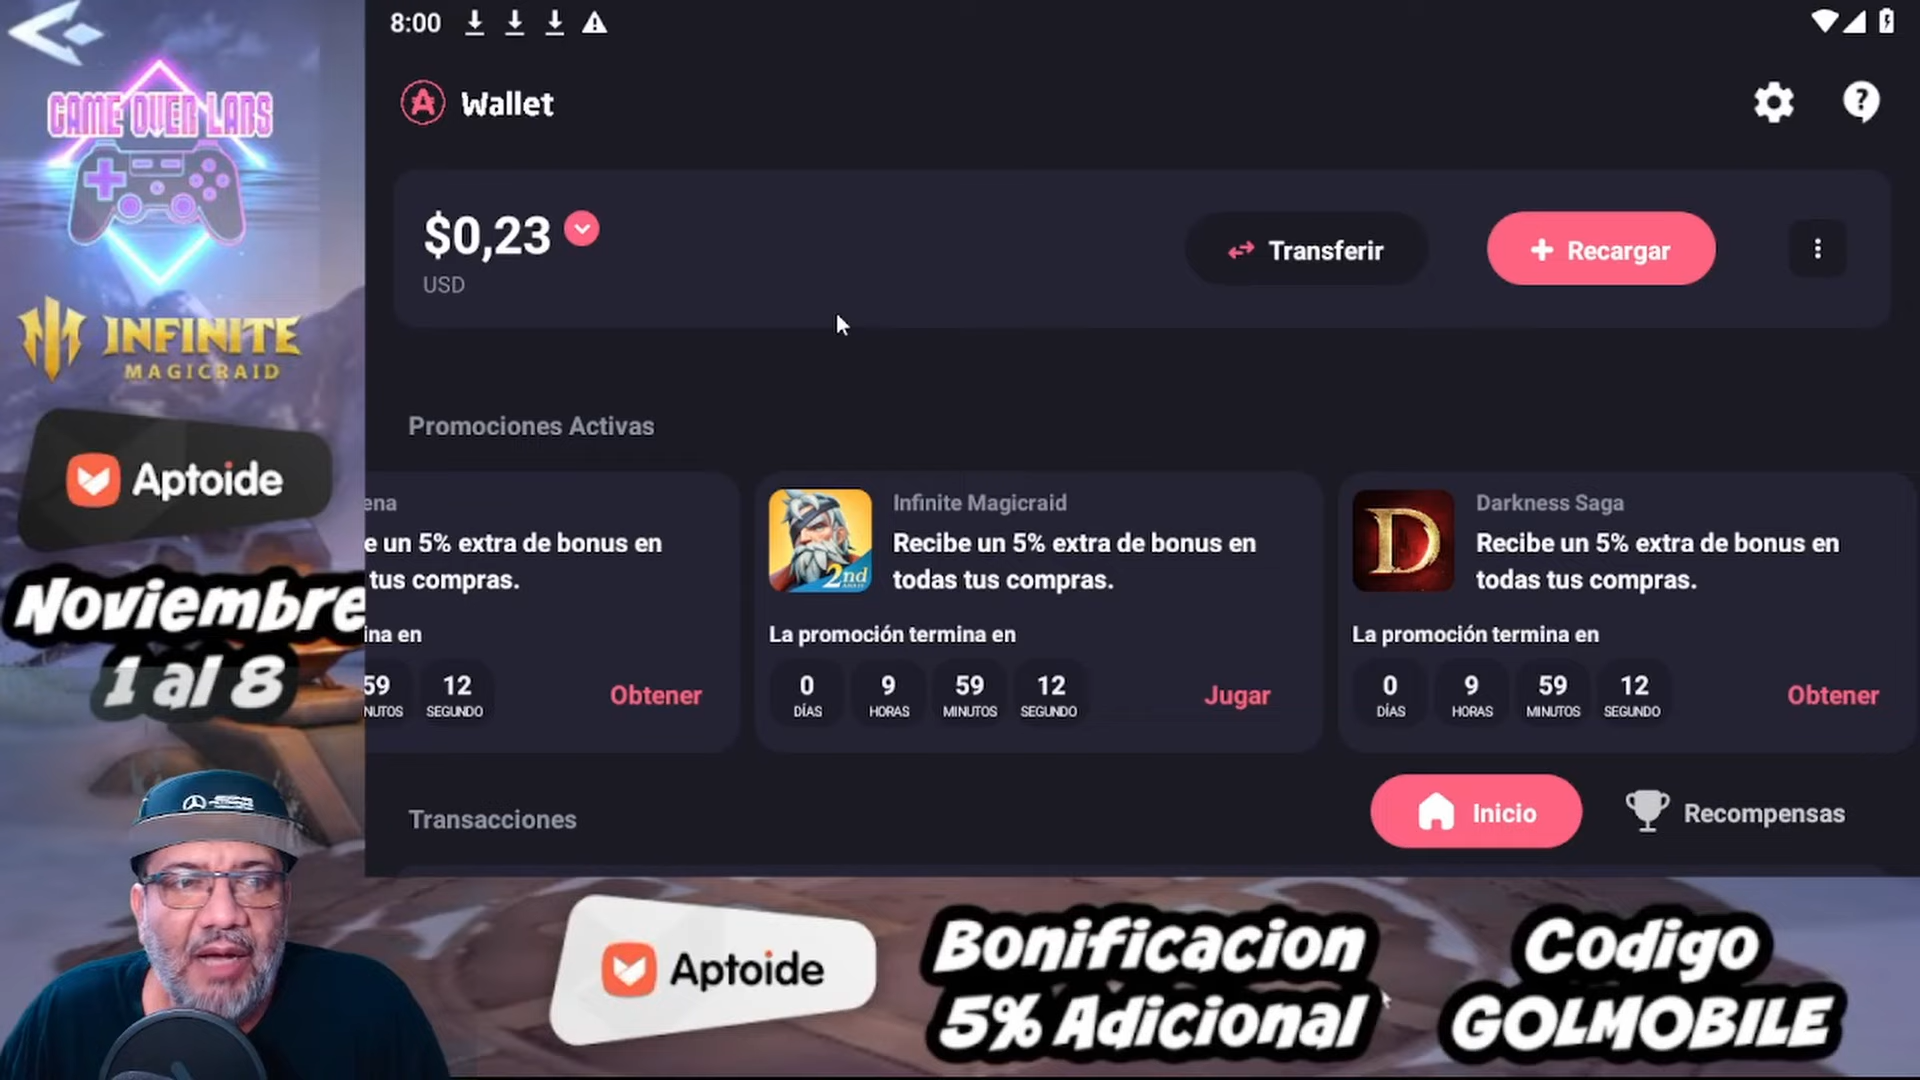 8:00
Wallet
$0,23
USD
Transferir
Recargar
Promociones Activas
ena
e un 5% extra de bonus en
tus compras.
ina en
59
NUTOS
12
SEGUNDO
Obtener
Infinite Magicraid
Recibe un 5% extra de bonus en
todas tus compras.
La promoción termina en
0
DÍAS
9
HORAS
59
MINUTOS
12
SEGUNDO
Jugar
2nd
Darkness Saga
Recibe un 5% extra de bonus en
todas tus compras.
La promoción termina en
0
DÍAS
9
HORAS
59
MINUTOS
12
SEGUNDO
Obtener
D
Transacciones
Inicio
Recompensas
GAME OVER LABS
INFINITE
MAGICRAID
Aptoide
Noviembre
1 al 8
Aptoide
Bonificacion
5% Adicional
Codigo
GOLMOBILE